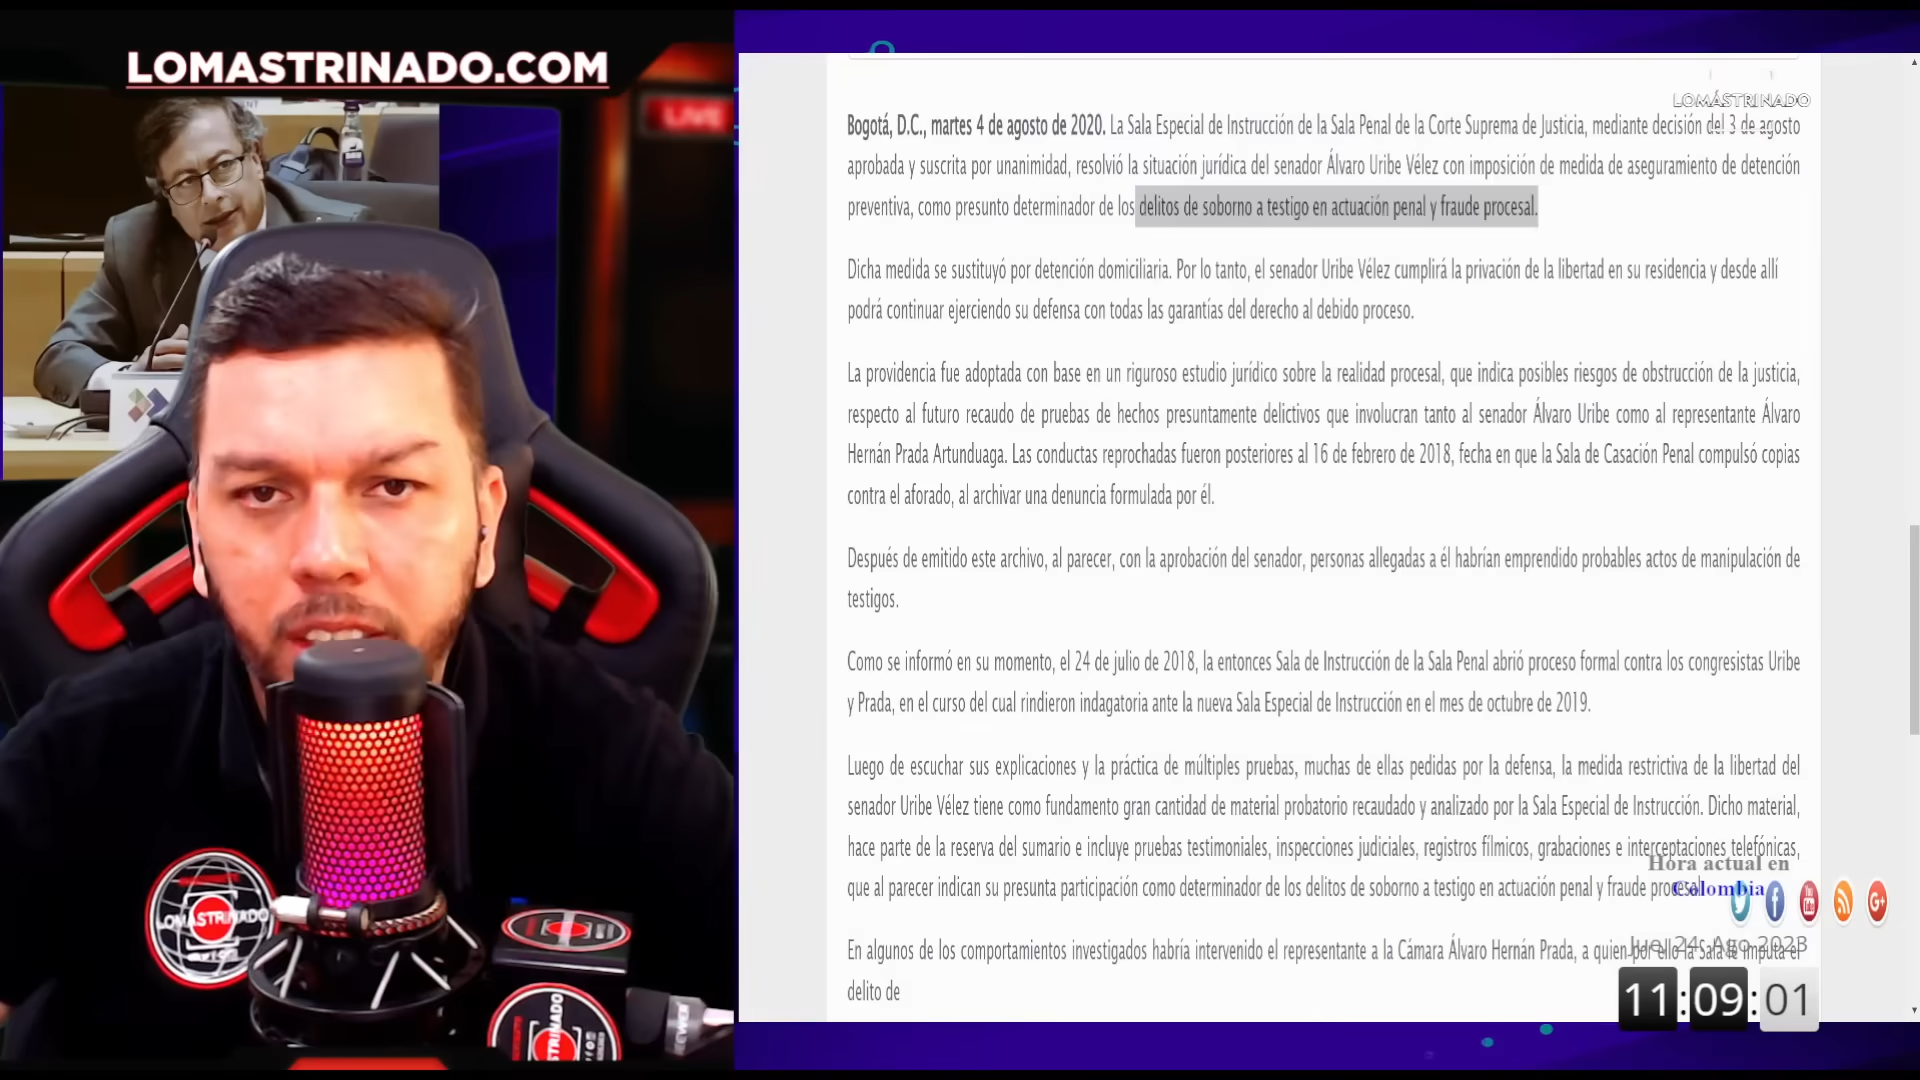 LOMASTRINADO.COM
LIVE
LOMÁSTRINADO
Bogotá, D.C., martes 4 de agosto de 2020. La Sala Especial de Instrucción de la Sala Penal de la Corte Suprema de Justicia, mediante decisión del 3 de agosto
aprobada y suscrita por unanimidad, resolvió la situación jurídica del senador Álvaro Uribe Vélez con imposición de medida de aseguramiento de detención
preventiva, como presunto determinador de los delitos de soborno a testigo en actuación penal y fraude procesal.
Dicha medida se sustituyó por detención domiciliaria. Por lo tanto, el senador Uribe Vélez cumplirá la privación de la libertad en su residencia y desde allí
podrá continuar ejerciendo su defensa con todas las garantías del derecho al debido proceso.
La providencia fue adoptada con base en un riguroso estudio jurídico sobre la realidad procesal, que indica posibles riesgos de obstrucción de la justicia,
respecto al futuro recaudo de pruebas de hechos presuntamente delictivos que involucran tanto al senador Álvaro Uribe como al representante Álvaro
Hernán Prada Artunduaga. Las conductas reprochadas fueron posteriores al 16 de febrero de 2018, fecha en que la Sala de Casación Penal compulsó copias
contra el aforado, al archivar una denuncia formulada por él.
Después de emitido este archivo, al parecer, con la aprobación del senador, personas allegadas a él habrían emprendido probables actos de manipulación de
testigos.
Como se informó en su momento, el 24 de julio de 2018, la entonces Sala de Instrucción de la Sala Penal abrió proceso formal contra los congresistas Uribe
y Prada, en el curso del cual rindieron indagatoria ante la nueva Sala Especial de Instrucción en el mes de octubre de 2019.
Luego de escuchar sus explicaciones y la práctica de múltiples pruebas, muchas de ellas pedidas por la defensa, la medida restrictiva de la libertad del
senador Uribe Vélez tiene como fundamento gran cantidad de material probatorio recaudado y analizado por la Sala Especial de Instrucción. Dicho material,
hace parte de la reserva del sumario e incluye pruebas testimoniales, inspecciones judiciales, registros fílmicos, grabaciones e interceptaciones telefónicas,
que al parecer indican su presunta participación como determinador de los delitos de soborno a testigo en actuación penal y fraude procesal.
En algunos de los comportamientos investigados habría intervenido el representante a la Cámara Álvaro Hernán Prada, a quien por ello la Sala le imputa el
delito de
Hora actual en
Colombia
Jue, 24, Ago 2023
11:09:01
LOMASTRINADO